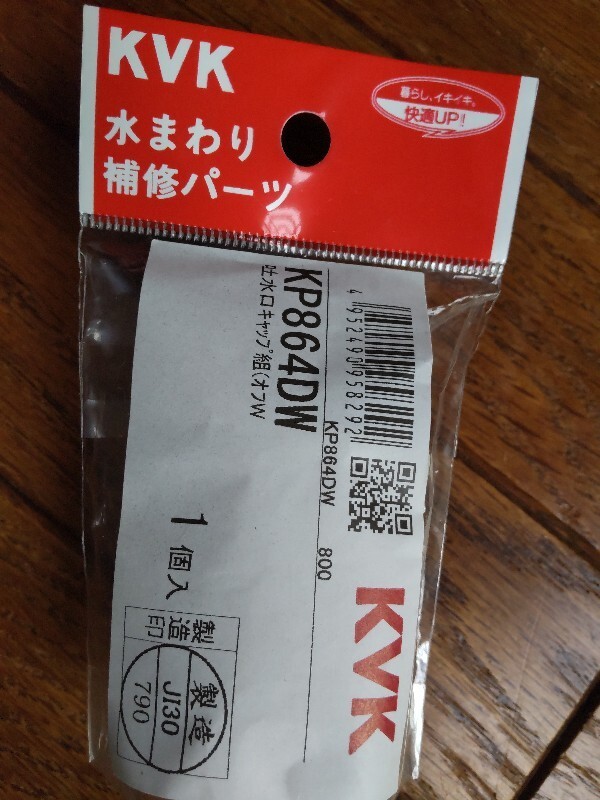 KVK
水まわり
補修パーツ
暮らし、イキイキ。
快適UP!!
KP864DW
吐水口キャップ組(オフW
4952490958292
KP864DW 800
KVK
1 個入
製造印
製造
JI30
790